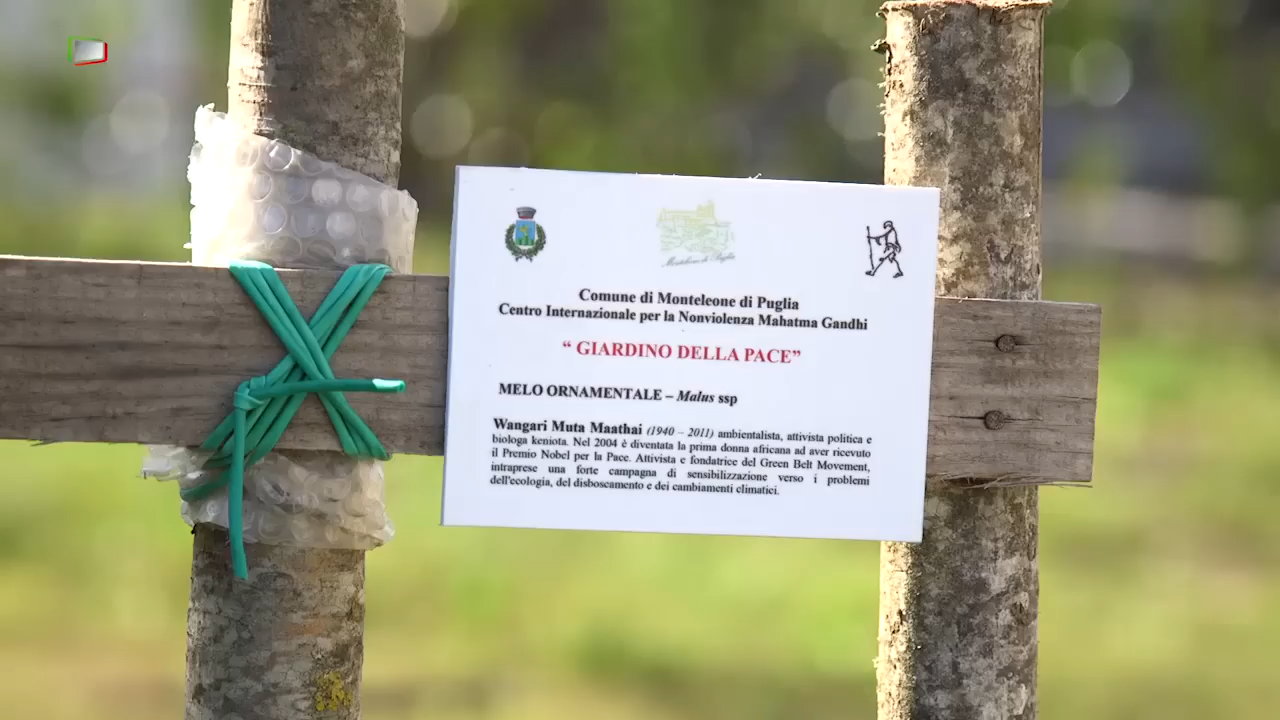 Monteleone di Puglia
Comune di Monteleone di Puglia
Centro Internazionale per la Nonviolenza Mahatma Gandhi
“ GIARDINO DELLA PACE”
MELO ORNAMENTALE – Malus ssp
Wangari Muta Maathai (1940 – 2011) ambientalista, attivista politica e
biologa keniota. Nel 2004 è diventata la prima donna africana ad aver ricevuto
il Premio Nobel per la Pace. Attivista e fondatrice del Green Belt Movement,
intraprese una forte campagna di sensibilizzazione verso i problemi
dell'ecologia, del disboscamento e dei cambiamenti climatici.